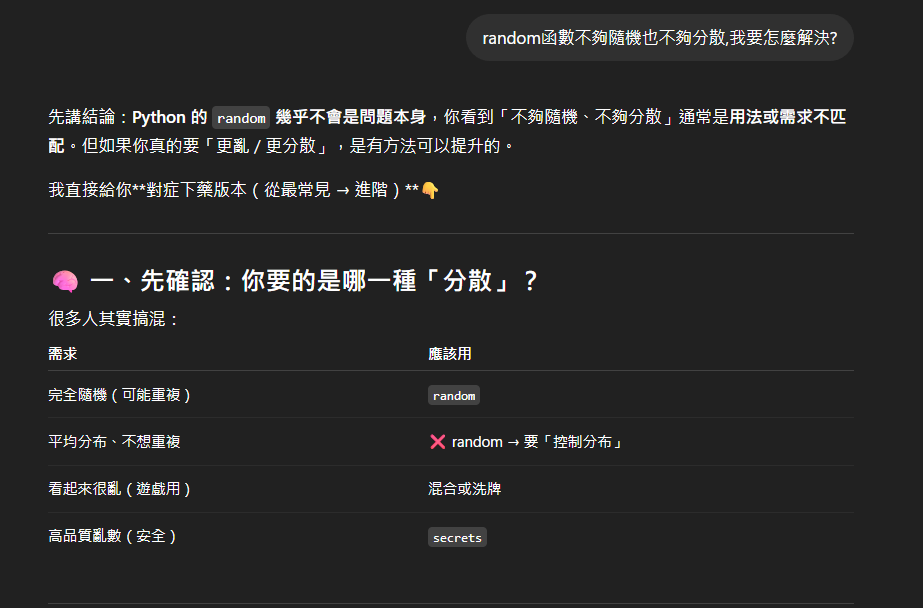 random函數不夠隨機也不夠分散,我要怎麼解決?
先講結論：Python 的 random 幾乎不會是問題本身，你看到「不夠隨機、不夠分散」通常是用法或需求不匹
配。但如果你真的要「更亂 / 更分散」，是有方法可以提升的。
我直接給你**對症下藥版本（從最常見 → 進階）**👇
🧠 一、先確認：你要的是哪一種「分散」？
很多人其實搞混：
需求 應該用
完全隨機（可能重複） random
平均分布、不想重複 ❌ random → 要「控制分布」
看起來很亂（遊戲用） 混合或洗牌
高品質亂數（安全） secrets